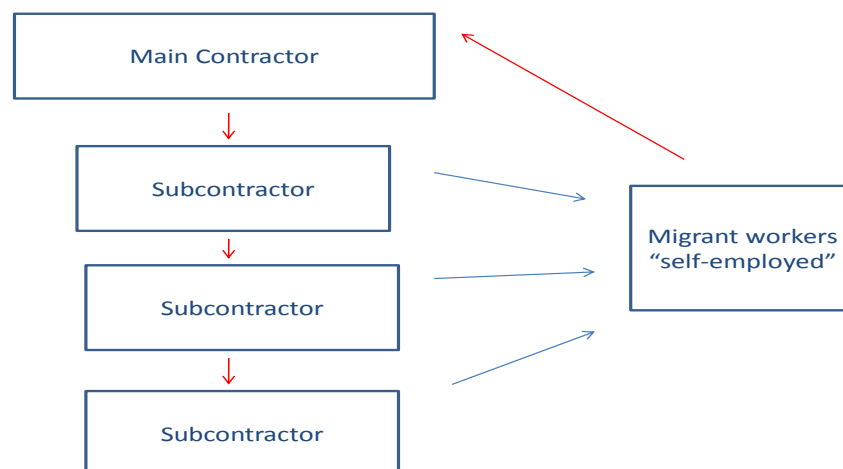 Main Contractor
Subcontractor
Migrant workers
“self-employed”
Subcontractor
Subcontractor